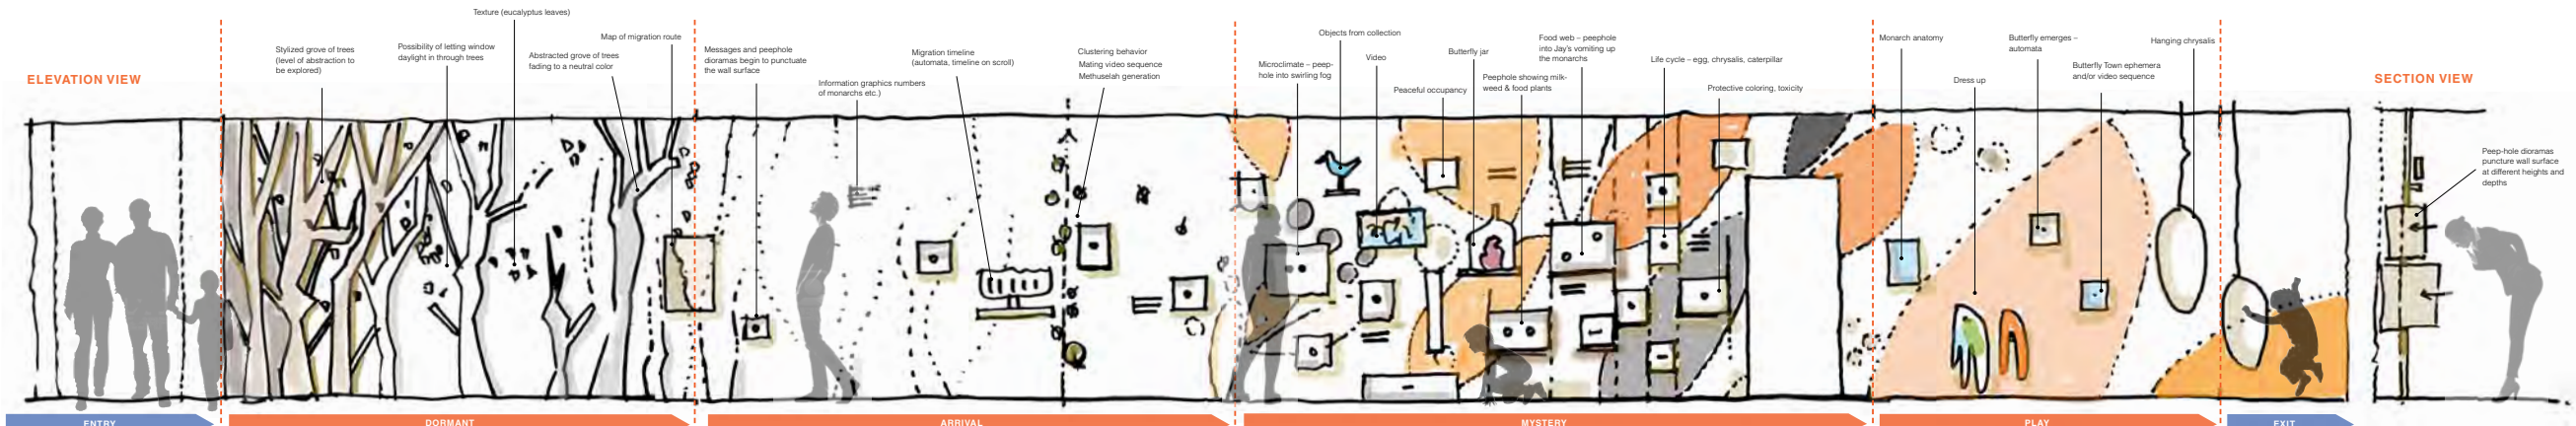 ELEVATION VIEW
Stylized grove of trees
(level of abstraction to
be explored)
Possibility of letting window
daylight in through trees
Texture (eucalyptus leaves)
Abstracted grove of trees
fading to a neutral color
Map of migration route
Messages and peephole
dioramas begin to punctuate
the wall surface
Information graphics numbers
of monarchs etc.)
Migration timeline
(automata, timeline on scroll)
Clustering behavior
Mating video sequence
Methuselah generation
Microclimate – peep-
hole into swirling fog
Objects from collection
Video
Peaceful occupancy
Butterfly jar
Peephole showing milk-
weed & food plants
Food web – peephole
into Jay's vomiting up
the monarchs
Life cycle – egg, chrysalis, caterpillar
Protective coloring, toxicity
Monarch anatomy
Dress up
Butterfly emerges –
automata
Butterfly Town ephemera
and/or video sequence
Hanging chrysalis
SECTION VIEW
Peep-hole dioramas
puncture wall surface
at different heights and
depths
ENTRY
DORMANT
ARRIVAL
MYSTERY
PLAY
EXIT